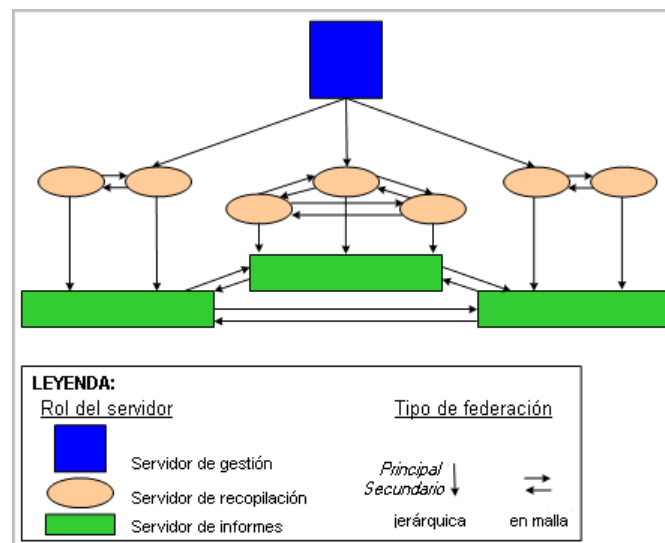 LEYENDA:
Rol del servidor
Tipo de federación
Servidor de gestión
Servidor de recopilación
Servidor de informes
Principal
Secundario
jerárquica
en malla